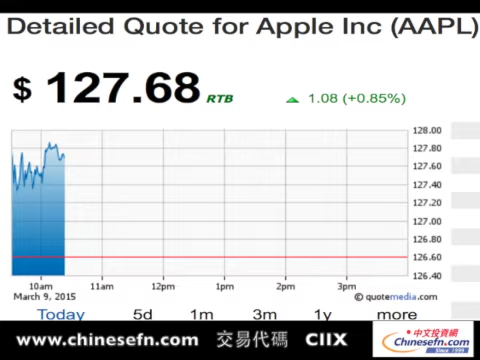 Detailed Quote for Apple Inc (AAPL)
$ 127.68 RTB 1.08 (+0.85%)
128.00
127.80
127.60
127.40
127.20
127.00
126.80
126.60
126.40
10am 11am 12pm 1pm 2pm 3pm
March 9, 2015 © quotemedia.com
Today 5d 1m 3m 1y more
www.chinesefn.com 交易代碼 CIIX
中文投資網
Chinesefn.com
Since 1999